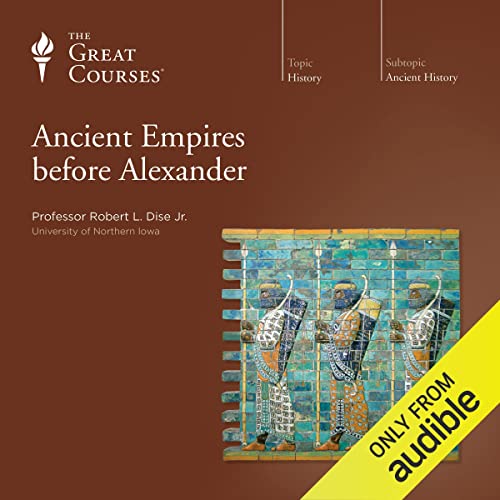 THE
GREAT
COURSES®
Topic
History
Subtopic
Ancient History
Ancient Empires
before Alexander
Professor Robert L. Dise Jr.
University of Northern Iowa
ONLY FROM
audible